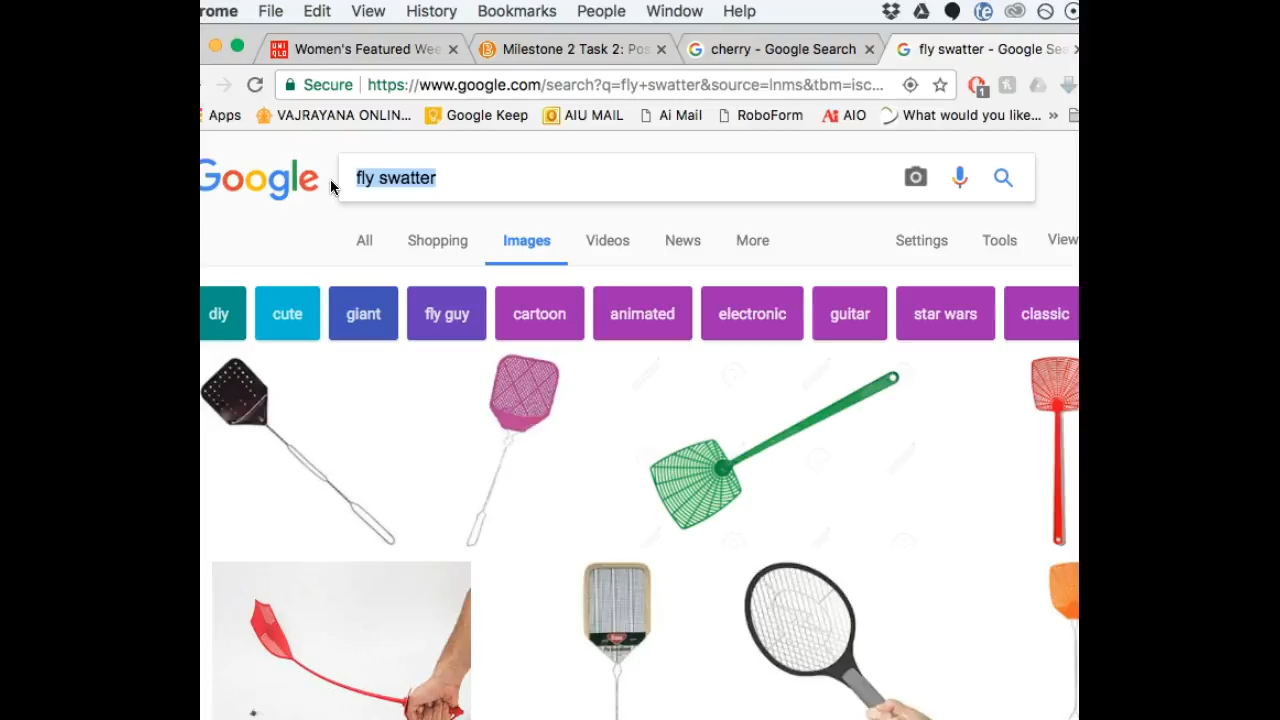 rome File Edit View History Bookmarks People Window Help
Women's Featured Wee Milestone 2 Task 2: Pos cherry - Google Search fly swatter - Google Sea
Secure https://www.google.com/search?q=fly+swatter&source=lnms&tbm=isc... 1
Apps VAJRAYANA ONLIN... Google Keep AIU MAIL Ai Mail RoboForm AIO What would you like... »
Google fly swatter
All Shopping Images Videos News More Settings Tools View
diy cute giant fly guy cartoon animated electronic guitar star wars classic